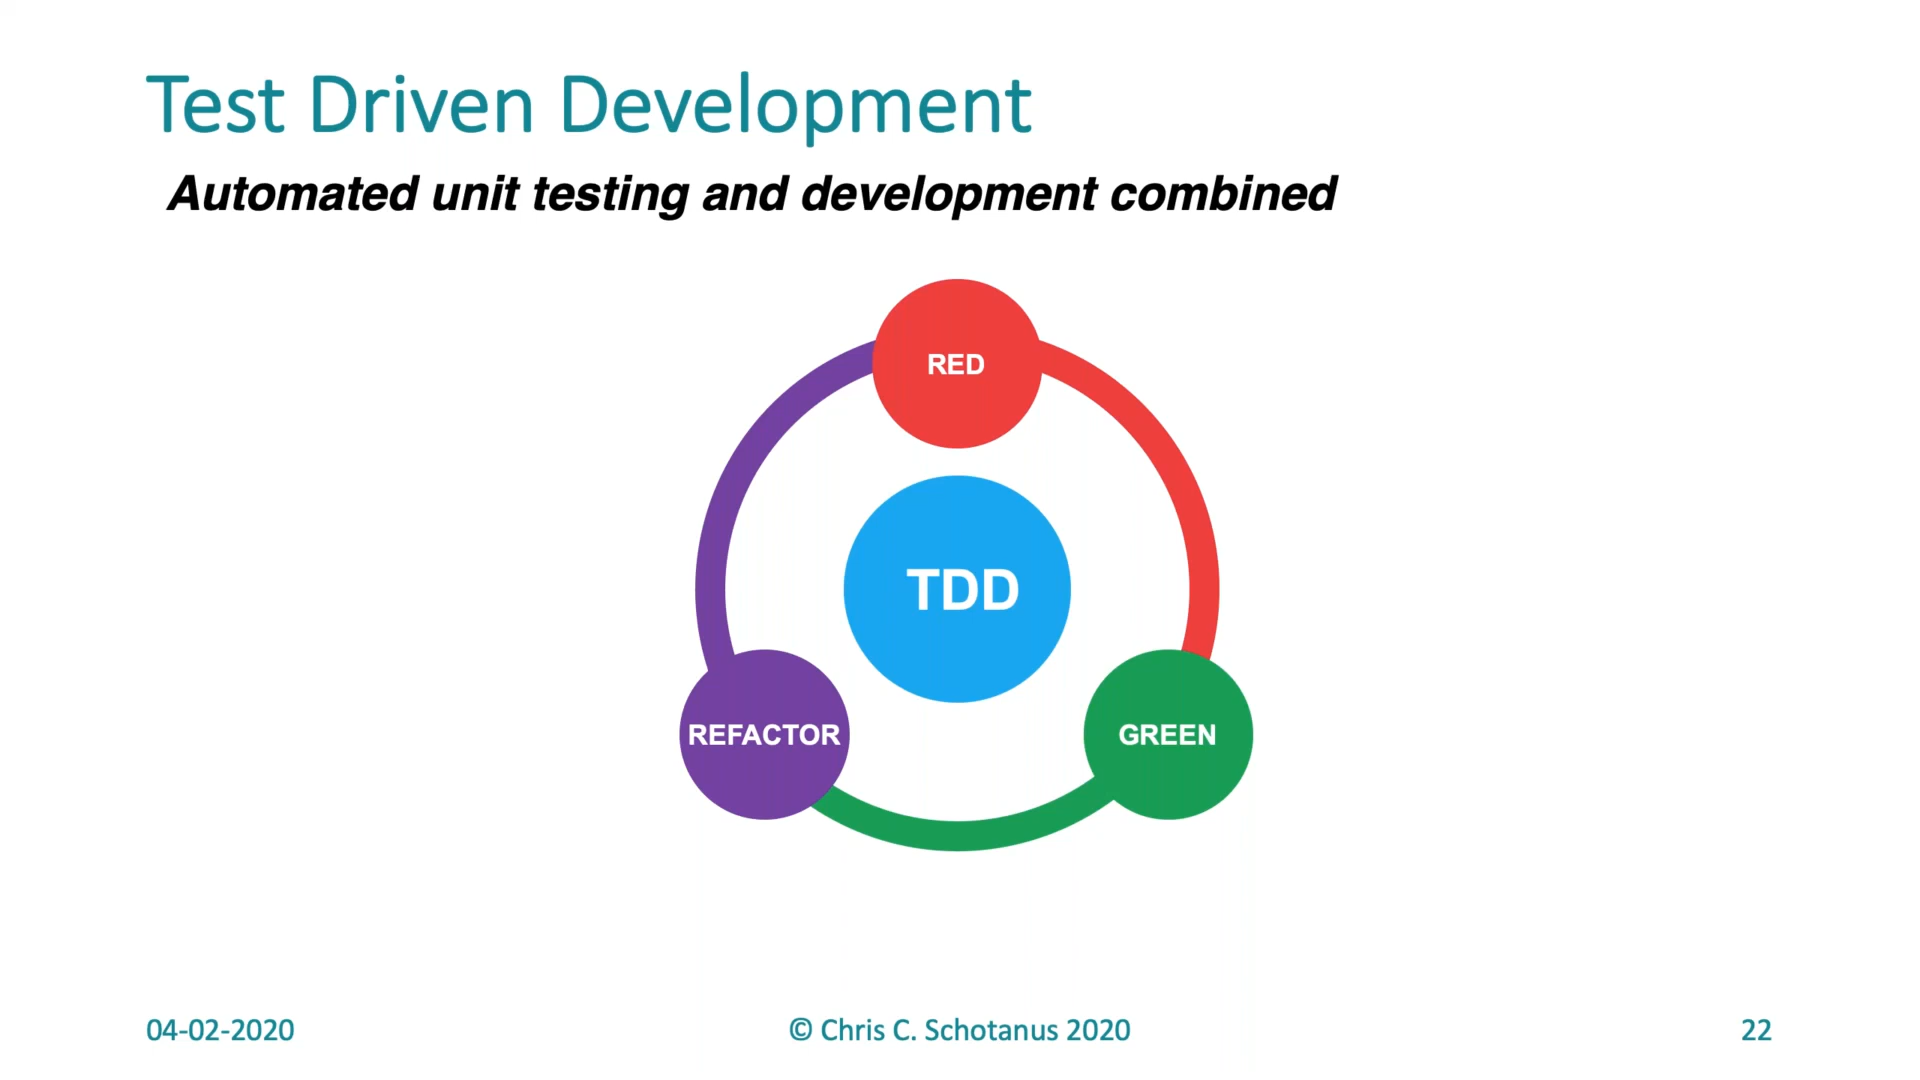 Test Driven Development
Automated unit testing and development combined
RED
TDD
REFACTOR
GREEN
04-02-2020
© Chris C. Schotanus 2020
22